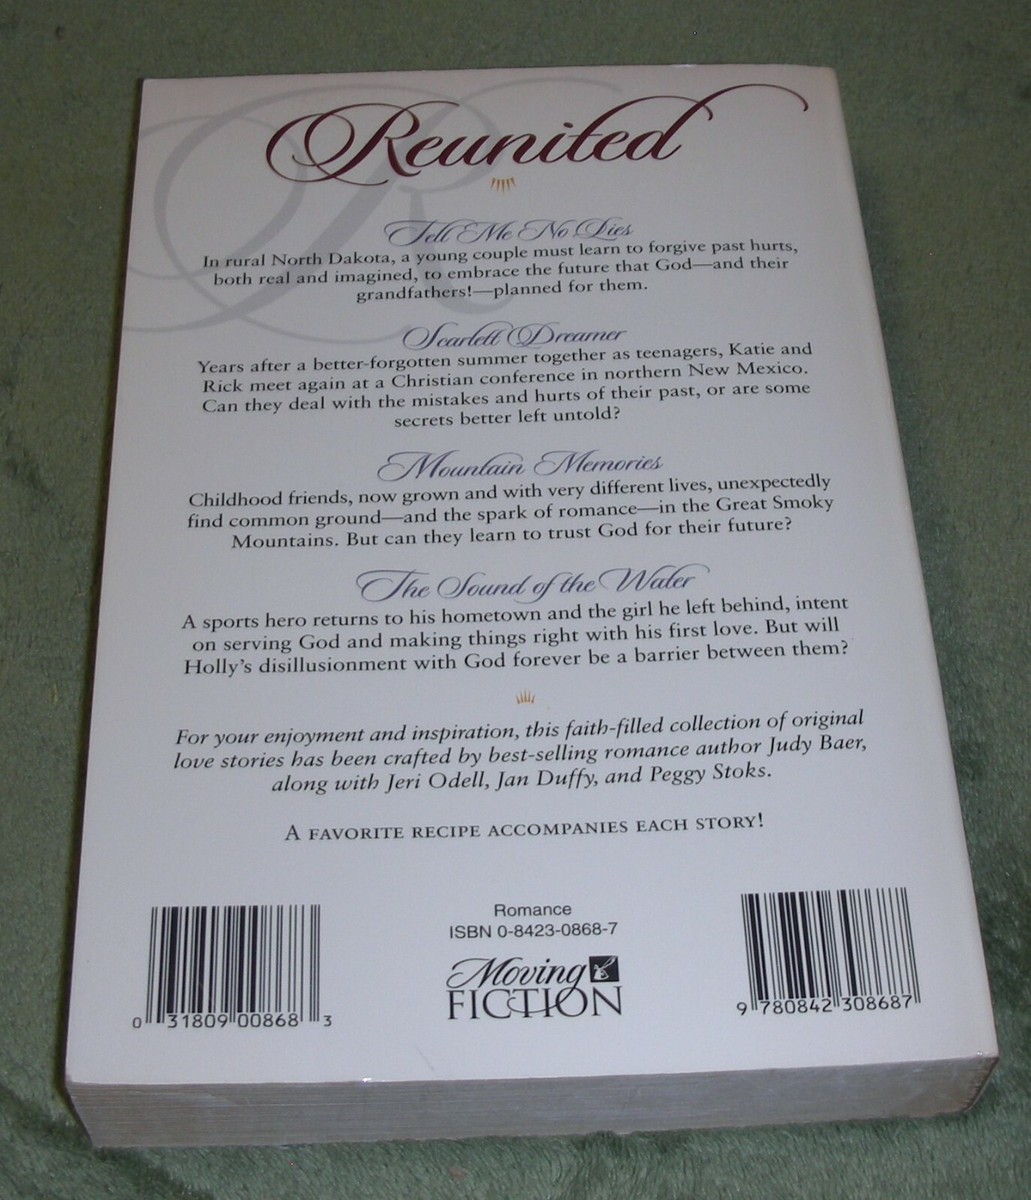 Reunited
Tell Me No Lies
In rural North Dakota, a young couple must learn to forgive past hurts,
both real and imagined, to embrace the future that God—and their
grandfathers!—planned for them.
Scarlett Dreamer
Years after a better-forgotten summer together as teenagers, Katie and
Rick meet again at a Christian conference in northern New Mexico.
Can they deal with the mistakes and hurts of their past, or are some
secrets better left untold?
Mountain Memories
Childhood friends, now grown and with very different lives, unexpectedly
find common ground—and the spark of romance—in the Great Smoky
Mountains. But can they learn to trust God for their future?
The Sound of the Water
A sports hero returns to his hometown and the girl he left behind, intent
on serving God and making things right with his first love. But will
Holly's disillusionment with God forever be a barrier between them?
For your enjoyment and inspiration, this faith-filled collection of original
love stories has been crafted by best-selling romance author Judy Baer,
along with Jeri Odell, Jan Duffy, and Peggy Stoks.
A FAVORITE RECIPE ACCOMPANIES EACH STORY!
Romance
ISBN 0-8423-0868-7
Moving
FICTION
0 31809 00868 3
9 780842 308687